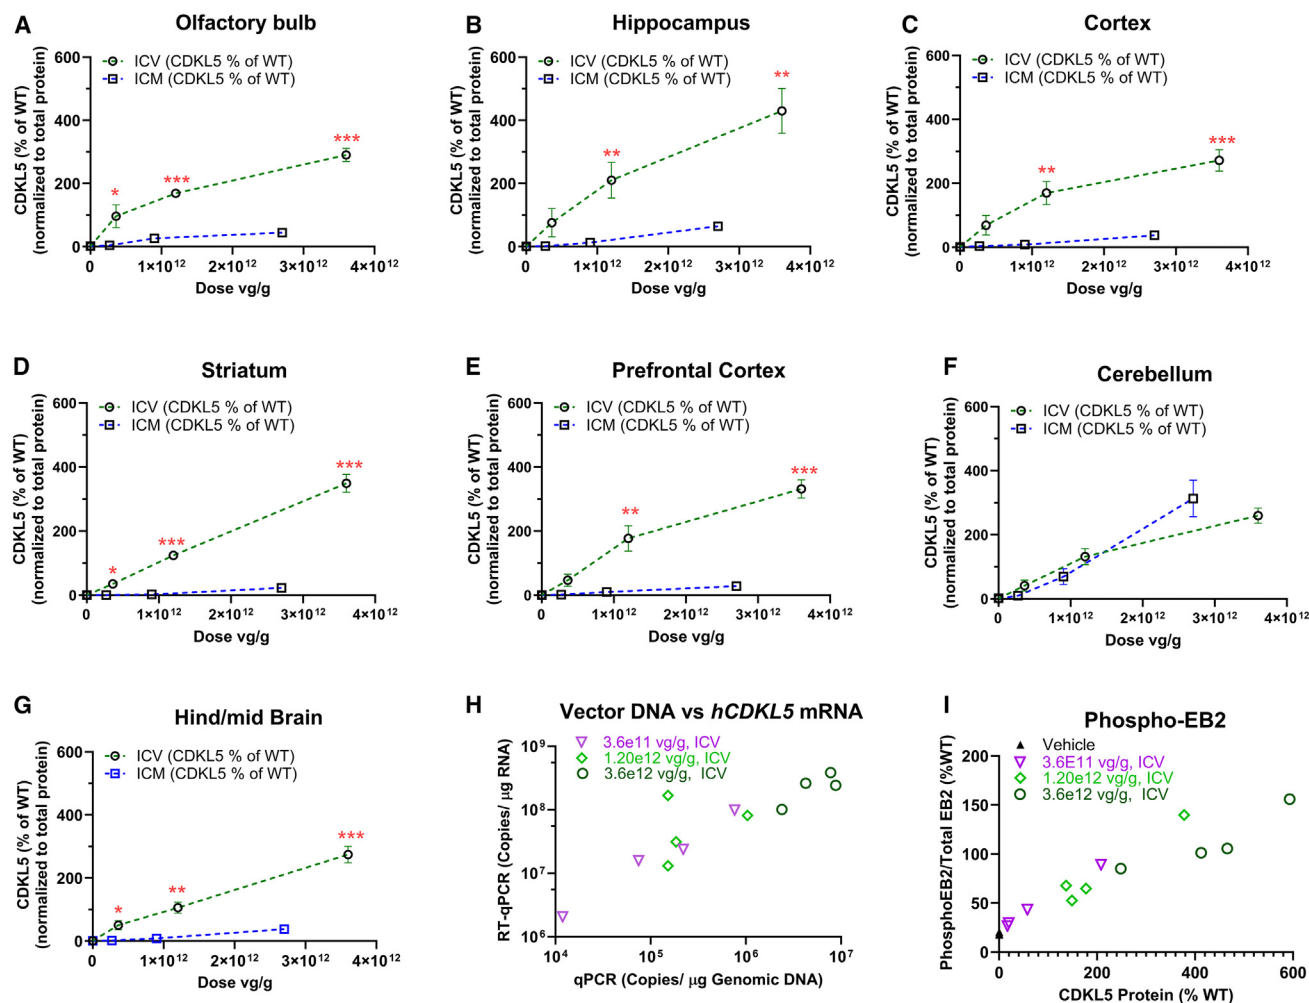 A
Olfactory bulb
ICV (CDKL5 % of WT)
ICM (CDKL5 % of WT)
CDKL5 (% of WT)
(normalized to total protein)
600
400
200
0
*
***
***
0
1×10¹²
2×10¹²
3×10¹²
4×10¹²
Dose vg/g
B
Hippocampus
ICV (CDKL5 % of WT)
ICM (CDKL5 % of WT)
CDKL5 (% of WT)
(normalized to total protein)
600
400
200
0
**
**
0
1×10¹²
2×10¹²
3×10¹²
4×10¹²
Dose vg/g
C
Cortex
ICV (CDKL5 % of WT)
ICM (CDKL5 % of WT)
CDKL5 (% of WT)
(normalized to total protein)
600
400
200
0
**
***
0
1×10¹²
2×10¹²
3×10¹²
4×10¹²
Dose vg/g
D
Striatum
ICV (CDKL5 % of WT)
ICM (CDKL5 % of WT)
CDKL5 (% of WT)
(normalized to total protein)
600
400
200
0
*
***
***
0
1×10¹²
2×10¹²
3×10¹²
4×10¹²
Dose vg/g
E
Prefrontal Cortex
ICV (CDKL5 % of WT)
ICM (CDKL5 % of WT)
CDKL5 (% of WT)
(normalized to total protein)
600
400
200
0
**
***
0
1×10¹²
2×10¹²
3×10¹²
4×10¹²
Dose vg/g
F
Cerebellum
ICV (CDKL5 % of WT)
ICM (CDKL5 % of WT)
CDKL5 (% of WT)
(normalized to total protein)
600
400
200
0
0
1×10¹²
2×10¹²
3×10¹²
4×10¹²
Dose vg/g
G
Hind/mid Brain
ICV (CDKL5 % of WT)
ICM (CDKL5 % of WT)
CDKL5 (% of WT)
(normalized to total protein)
600
400
200
0
*
**
***
0
1×10¹²
2×10¹²
3×10¹²
4×10¹²
Dose vg/g
H
Vector DNA vs hCDKL5 mRNA
3.6e11 vg/g, ICV
1.20e12 vg/g, ICV
3.6e12 vg/g, ICV
RT-qPCR (Copies/ µg RNA)
10⁹
10⁸
10⁷
10⁶
10⁴
10⁵
10⁶
10⁷
qPCR (Copies/ µg Genomic DNA)
I
Phospho-EB2
Vehicle
3.6E11 vg/g, ICV
1.20e12 vg/g, ICV
3.6e12 vg/g, ICV
PhosphoEB2/Total EB2 (%WT)
200
150
100
50
0
0
200
400
600
CDKL5 Protein (% WT)